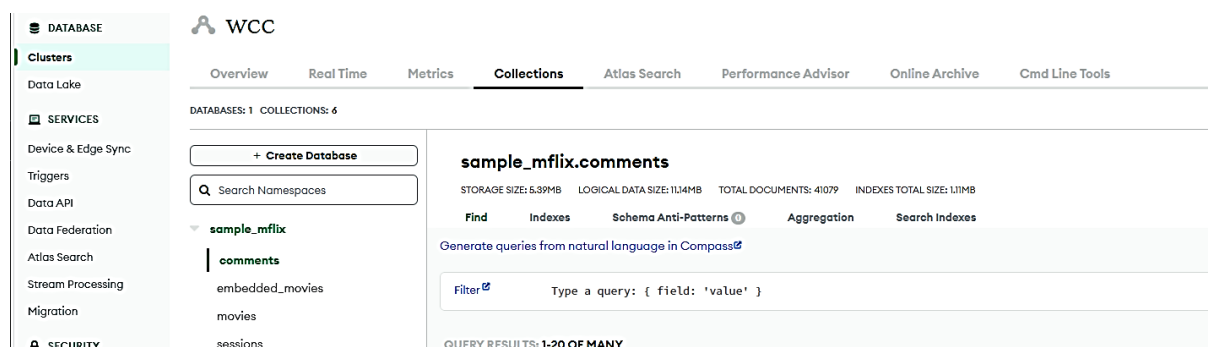 DATABASE
Clusters
Data Lake
SERVICES
Device & Edge Sync
Triggers
Data API
Data Federation
Atlas Search
Stream Processing
Migration
SECURITY
WCC
Overview Real Time Metrics Collections Atlas Search Performance Advisor Online Archive Cmd Line Tools
DATABASES: 1 COLLECTIONS: 6
+ Create Database
Search Namespaces
sample_mflix
comments
embedded_movies
movies
sessions
sample_mflix.comments
STORAGE SIZE: 5.39MB LOGICAL DATA SIZE: 11.14MB TOTAL DOCUMENTS: 41079 INDEXES TOTAL SIZE: 1.11MB
Find Indexes Schema Anti-Patterns 0 Aggregation Search Indexes
Generate queries from natural language in Compass
Filter Type a query: { field: 'value' }
QUERY RESULTS: 1-20 OF MANY